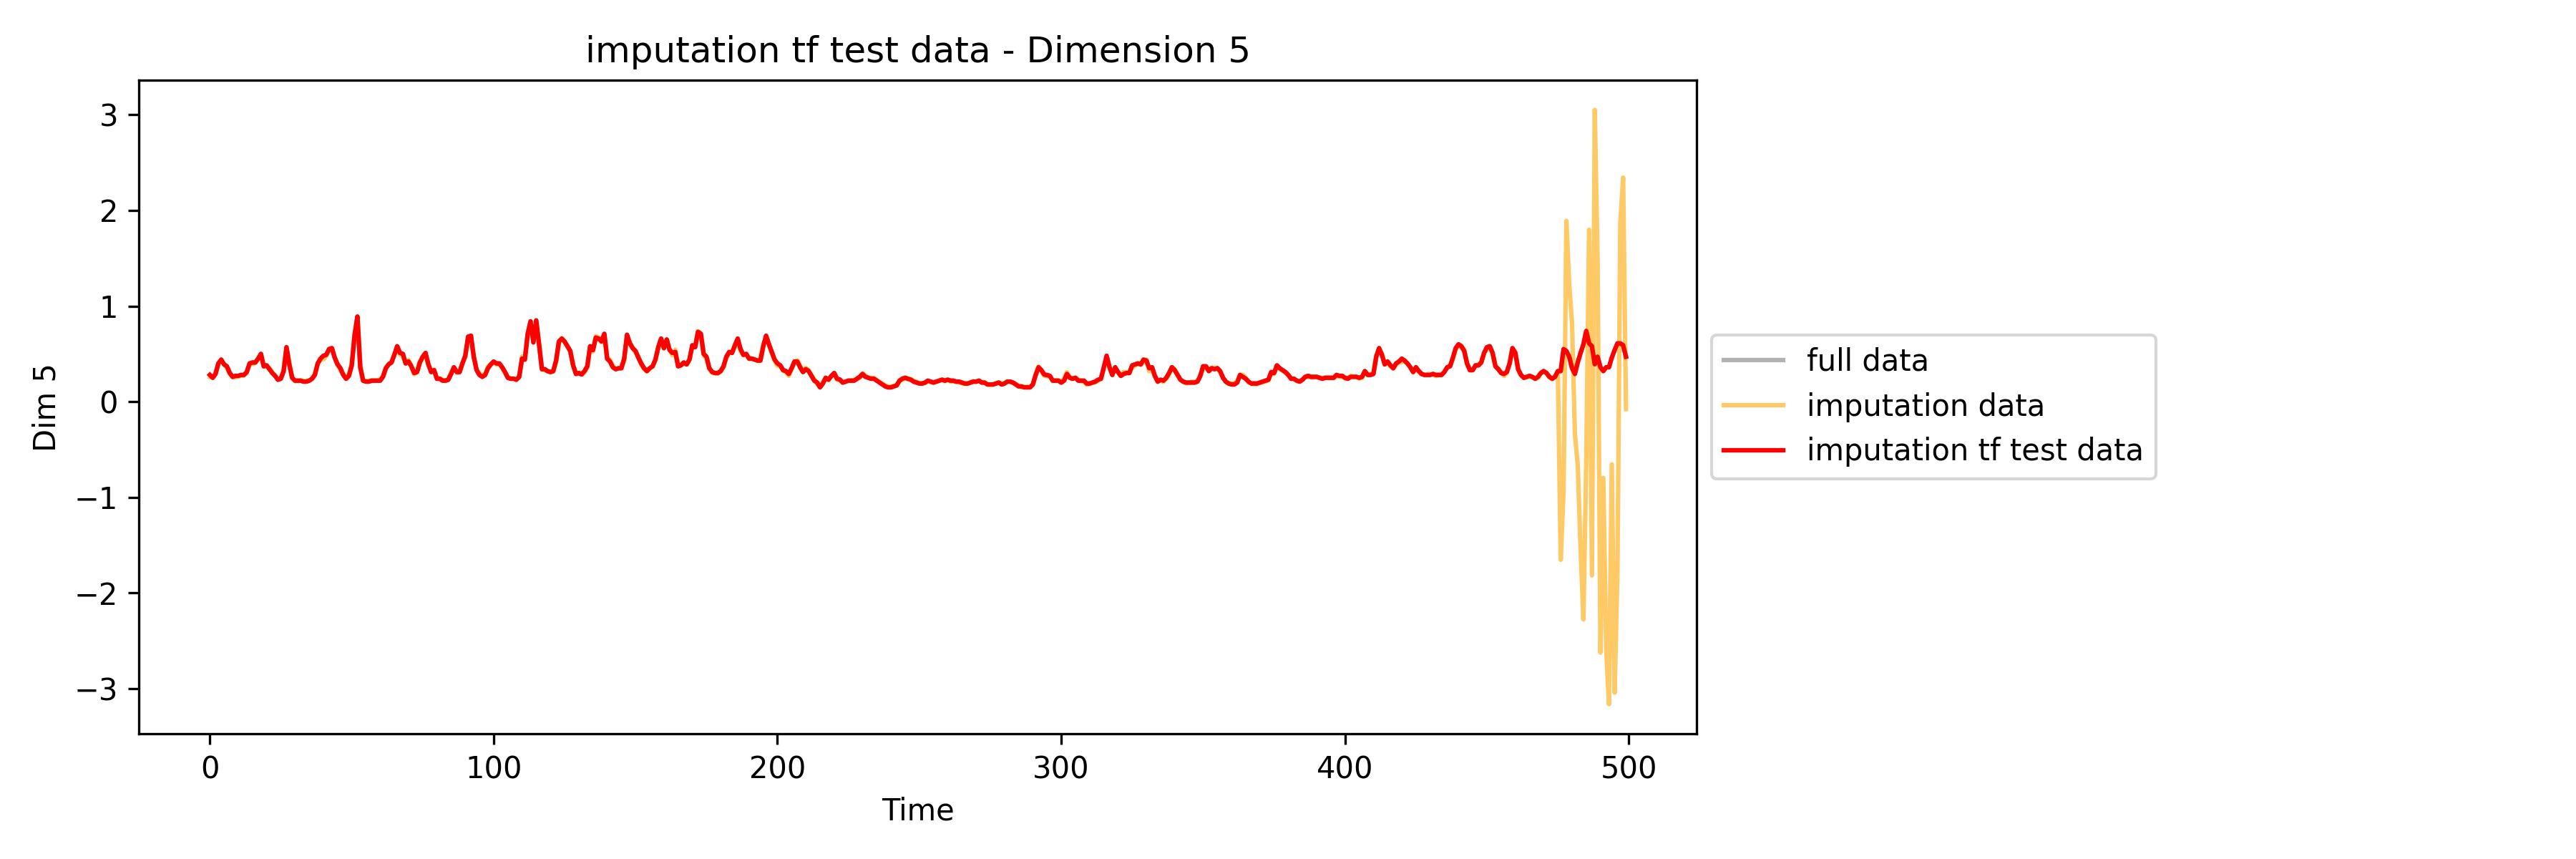 imputation tf test data - Dimension 5
3
2
1
0
−1
−2
−3
Dim 5
0 100 200 300 400 500
Time
full data
imputation data
imputation tf test data